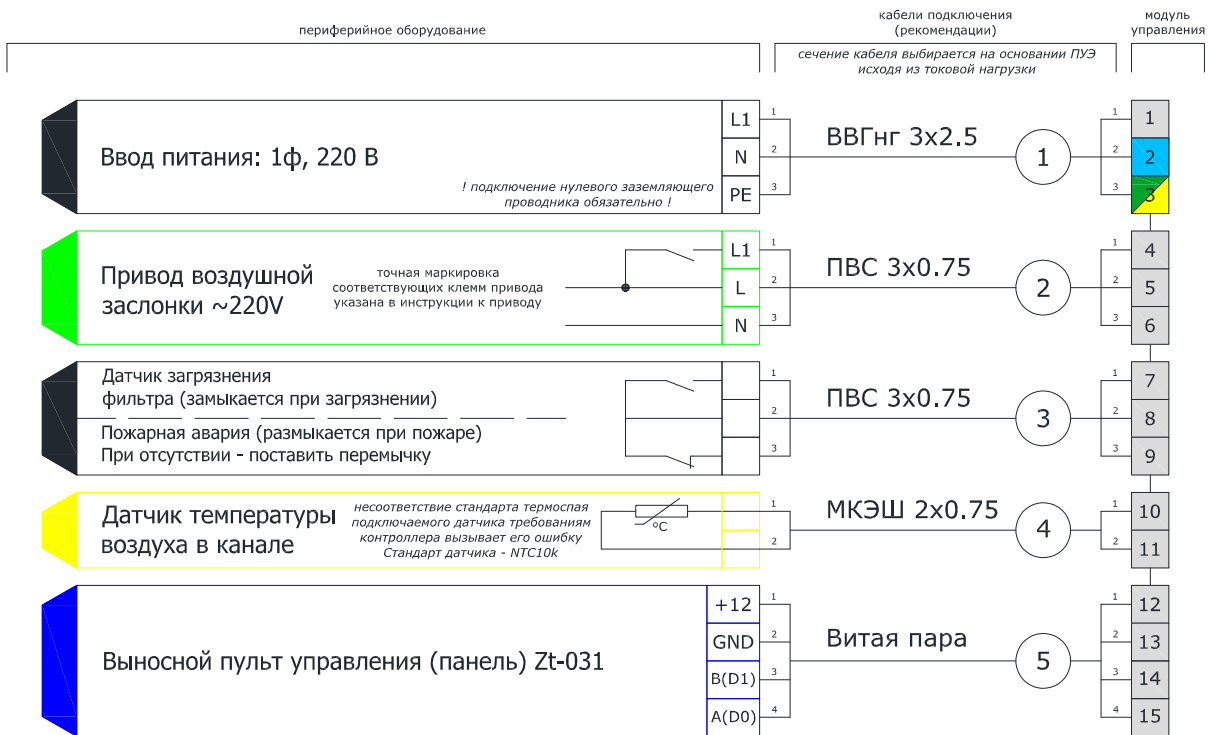 периферийное оборудование
кабели подключения
(рекомендации)
модуль
управления
сечение кабеля выбирается на основании ПУЭ
исходя из токовой нагрузки
Ввод питания: 1ф, 220 В
! подключение нулевого заземляющего
проводника обязательно !
L1
N
PE
1
2
3
ВВГнг 3х2.5
1
1
2
3
1
2
3
Привод воздушной
заслонки ~220V
точная маркировка
соответствующих клемм привода
указана в инструкции к приводу
L1
L
N
1
2
3
ПВС 3х0.75
2
1
2
3
4
5
6
Датчик загрязнения
фильтра (замыкается при загрязнении)
Пожарная авария (размыкается при пожаре)
При отсутствии - поставить перемычку
1
2
3
ПВС 3х0.75
3
1
2
3
7
8
9
Датчик температуры
воздуха в канале
несоответствие стандарта термоспая
подключаемого датчика требованиям
контроллера вызывает его ошибку
Стандарт датчика - NTC10k
°C
1
2
МКЭШ 2х0.75
4
1
2
10
11
Выносной пульт управления (панель) Zt-031
+12
GND
B(D1)
A(D0)
1
2
3
4
Витая пара
5
1
2
3
4
12
13
14
15